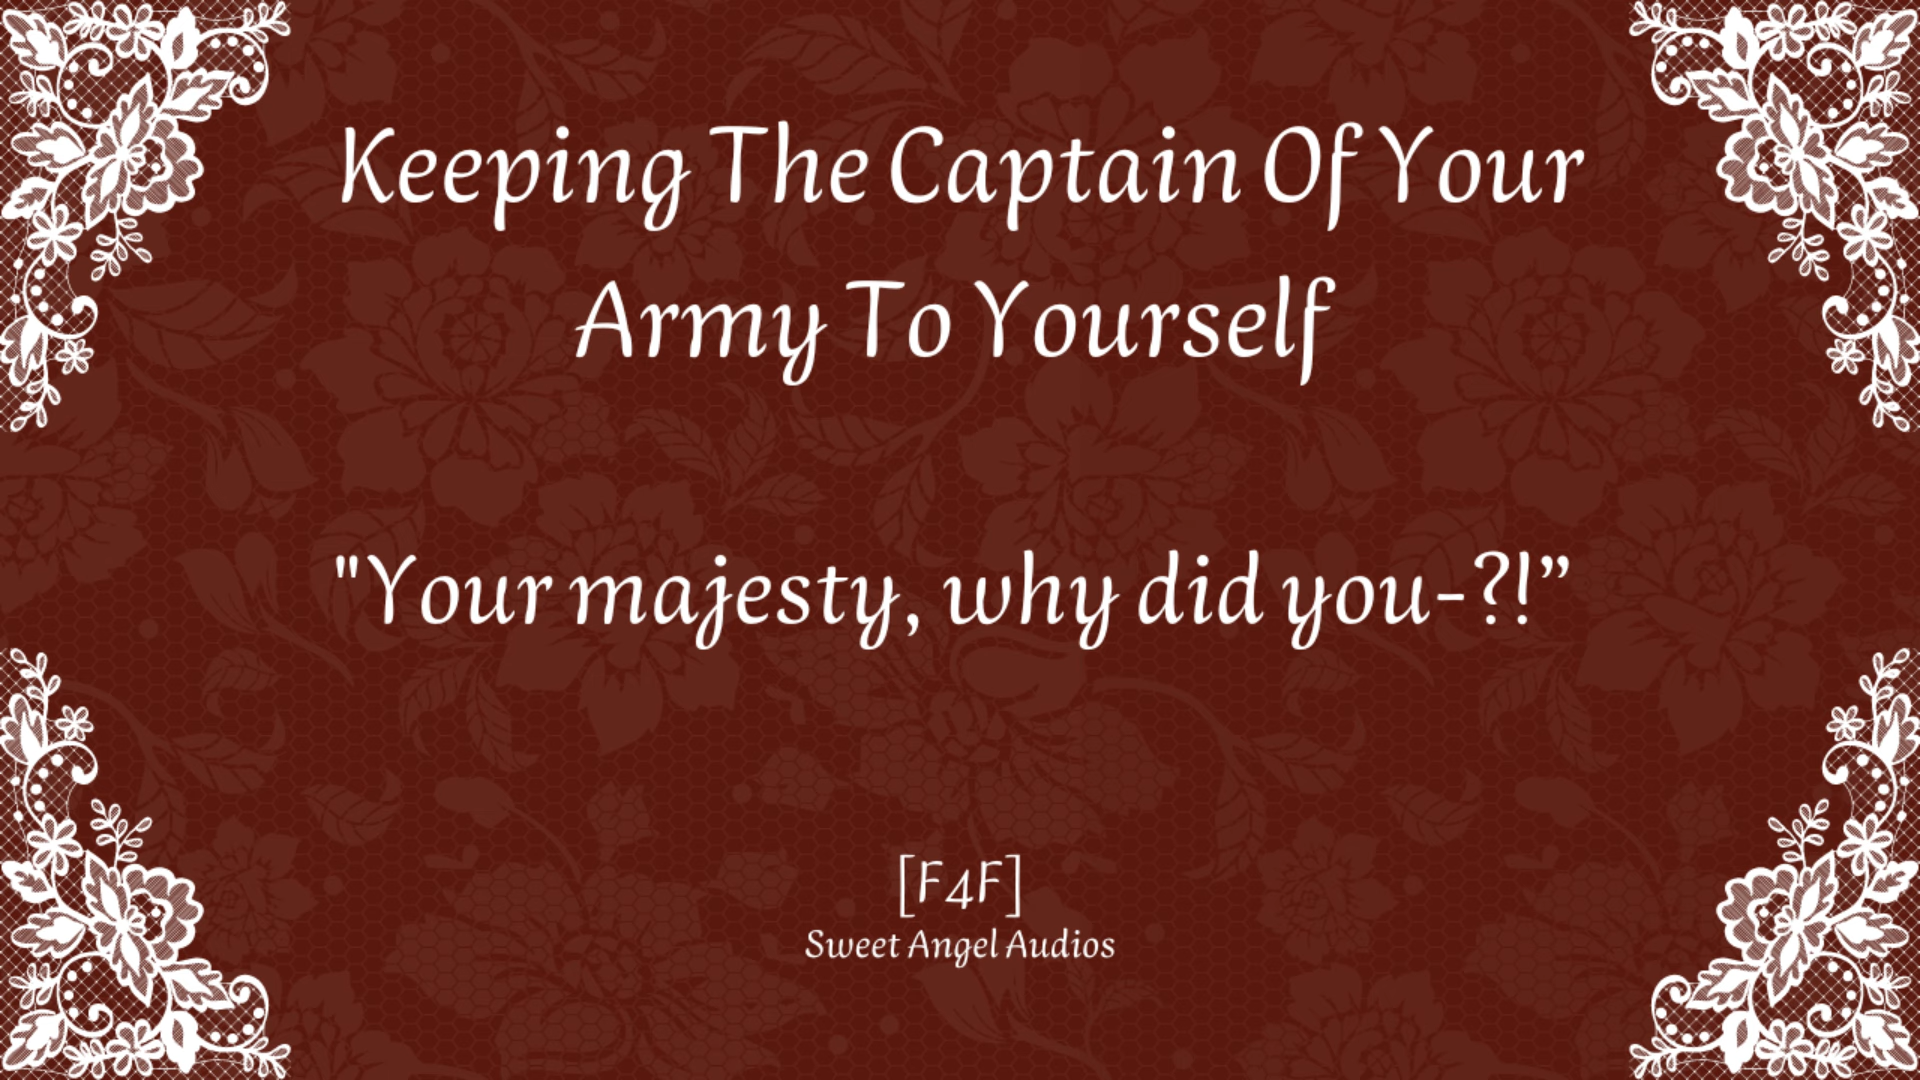 Keeping The Captain Of Your
Army To Yourself
"Your majesty, why did you-?!”
[F4F]
Sweet Angel Audios